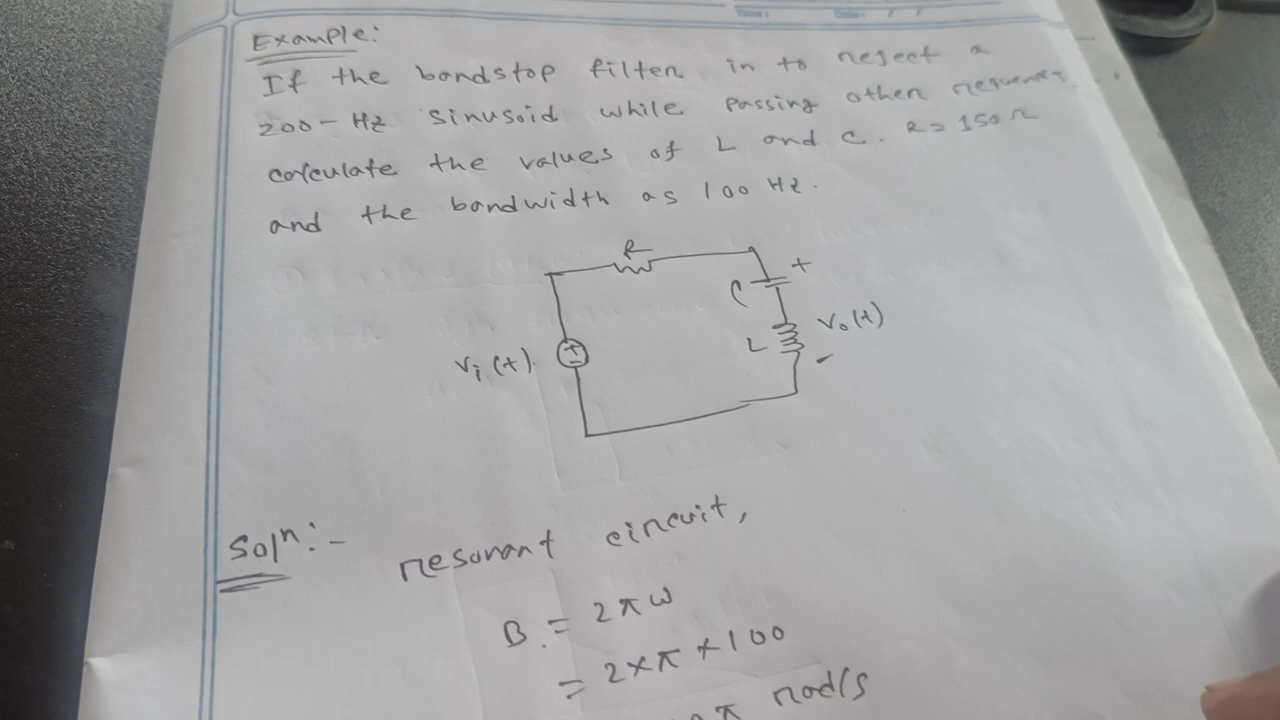 Example:
If the bandstop filter in to reject a
200-Hz sinusoid while passing other
calculate the values of L and C. R = 150 Ω
and the bandwidth as 100 Hz.
R
C +
Vi(t)
L Vo(t)
-
Solⁿ:-
resonant circuit,
B = 2πω
= 2×π×100
π rad/s